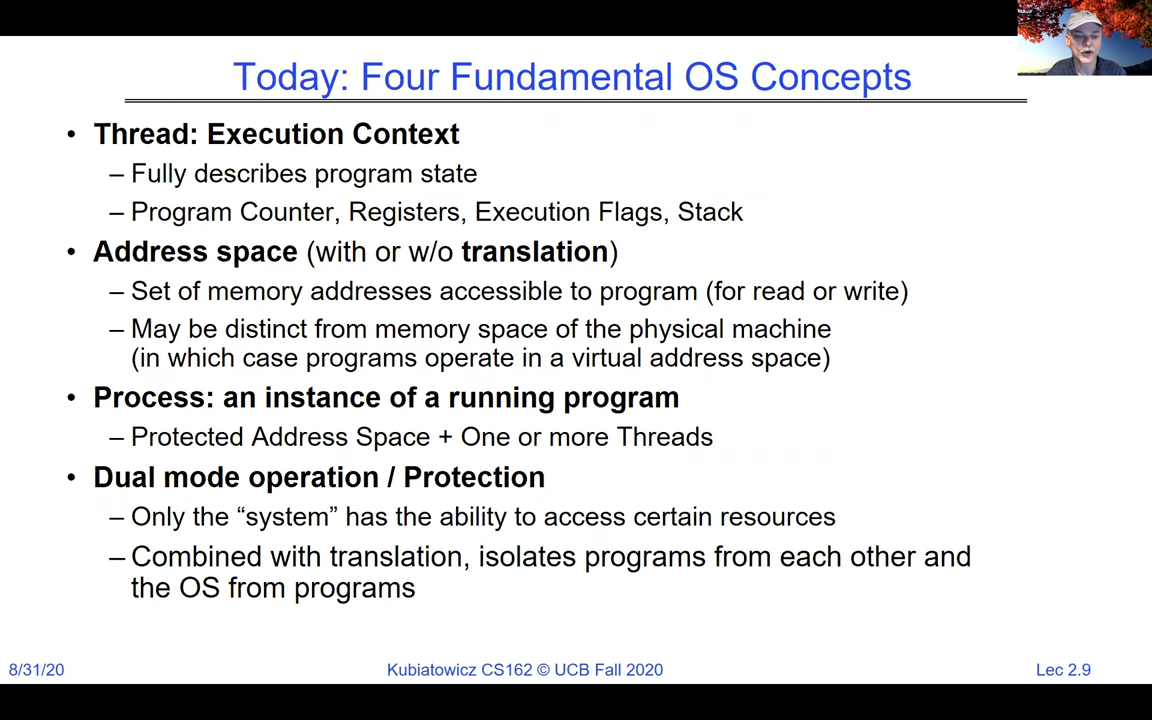 Today: Four Fundamental OS Concepts
• Thread: Execution Context
– Fully describes program state
– Program Counter, Registers, Execution Flags, Stack
• Address space (with or w/o translation)
– Set of memory addresses accessible to program (for read or write)
– May be distinct from memory space of the physical machine
(in which case programs operate in a virtual address space)
• Process: an instance of a running program
– Protected Address Space + One or more Threads
• Dual mode operation / Protection
– Only the “system” has the ability to access certain resources
– Combined with translation, isolates programs from each other and
the OS from programs
8/31/20
Kubiatowicz CS162 © UCB Fall 2020
Lec 2.9